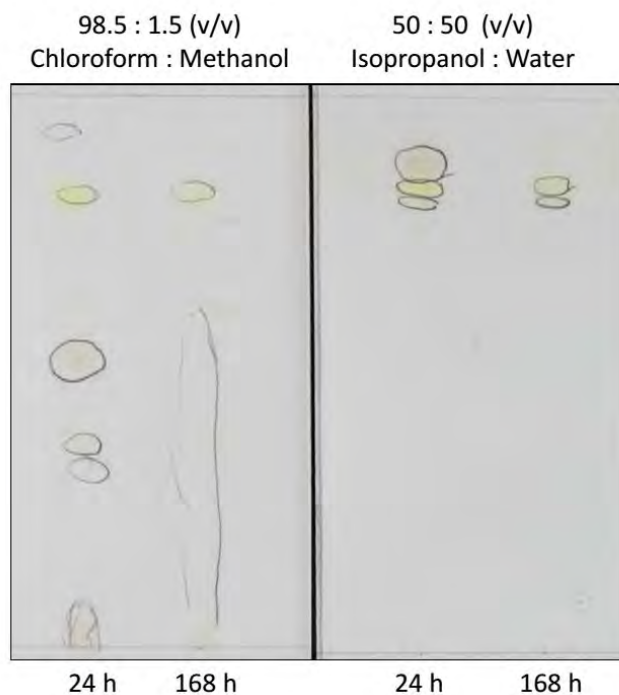 98.5 : 1.5 (v/v)
Chloroform : Methanol
50 : 50 (v/v)
Isopropanol : Water
24 h
168 h
24 h
168 h